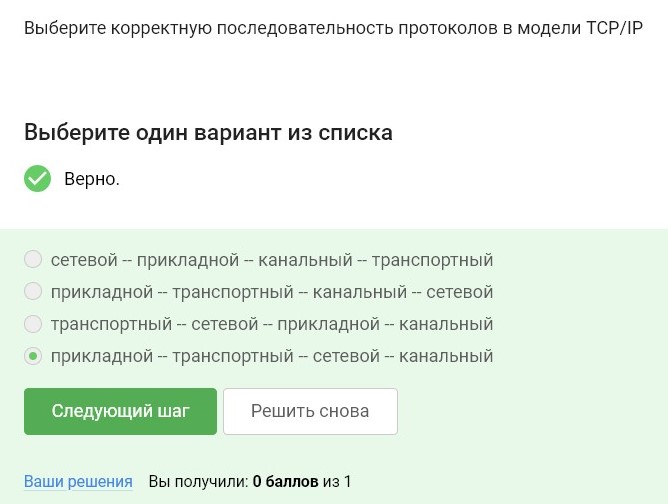 Выберите корректную последовательность протоколов в модели TCP/IP
Выберите один вариант из списка
Верно.
сетевой -- прикладной -- канальный -- транспортный
прикладной -- транспортный -- канальный -- сетевой
транспортный -- сетевой -- прикладной -- канальный
прикладной -- транспортный -- сетевой -- канальный
Следующий шаг Решить снова
Ваши решения Вы получили: 0 баллов из 1